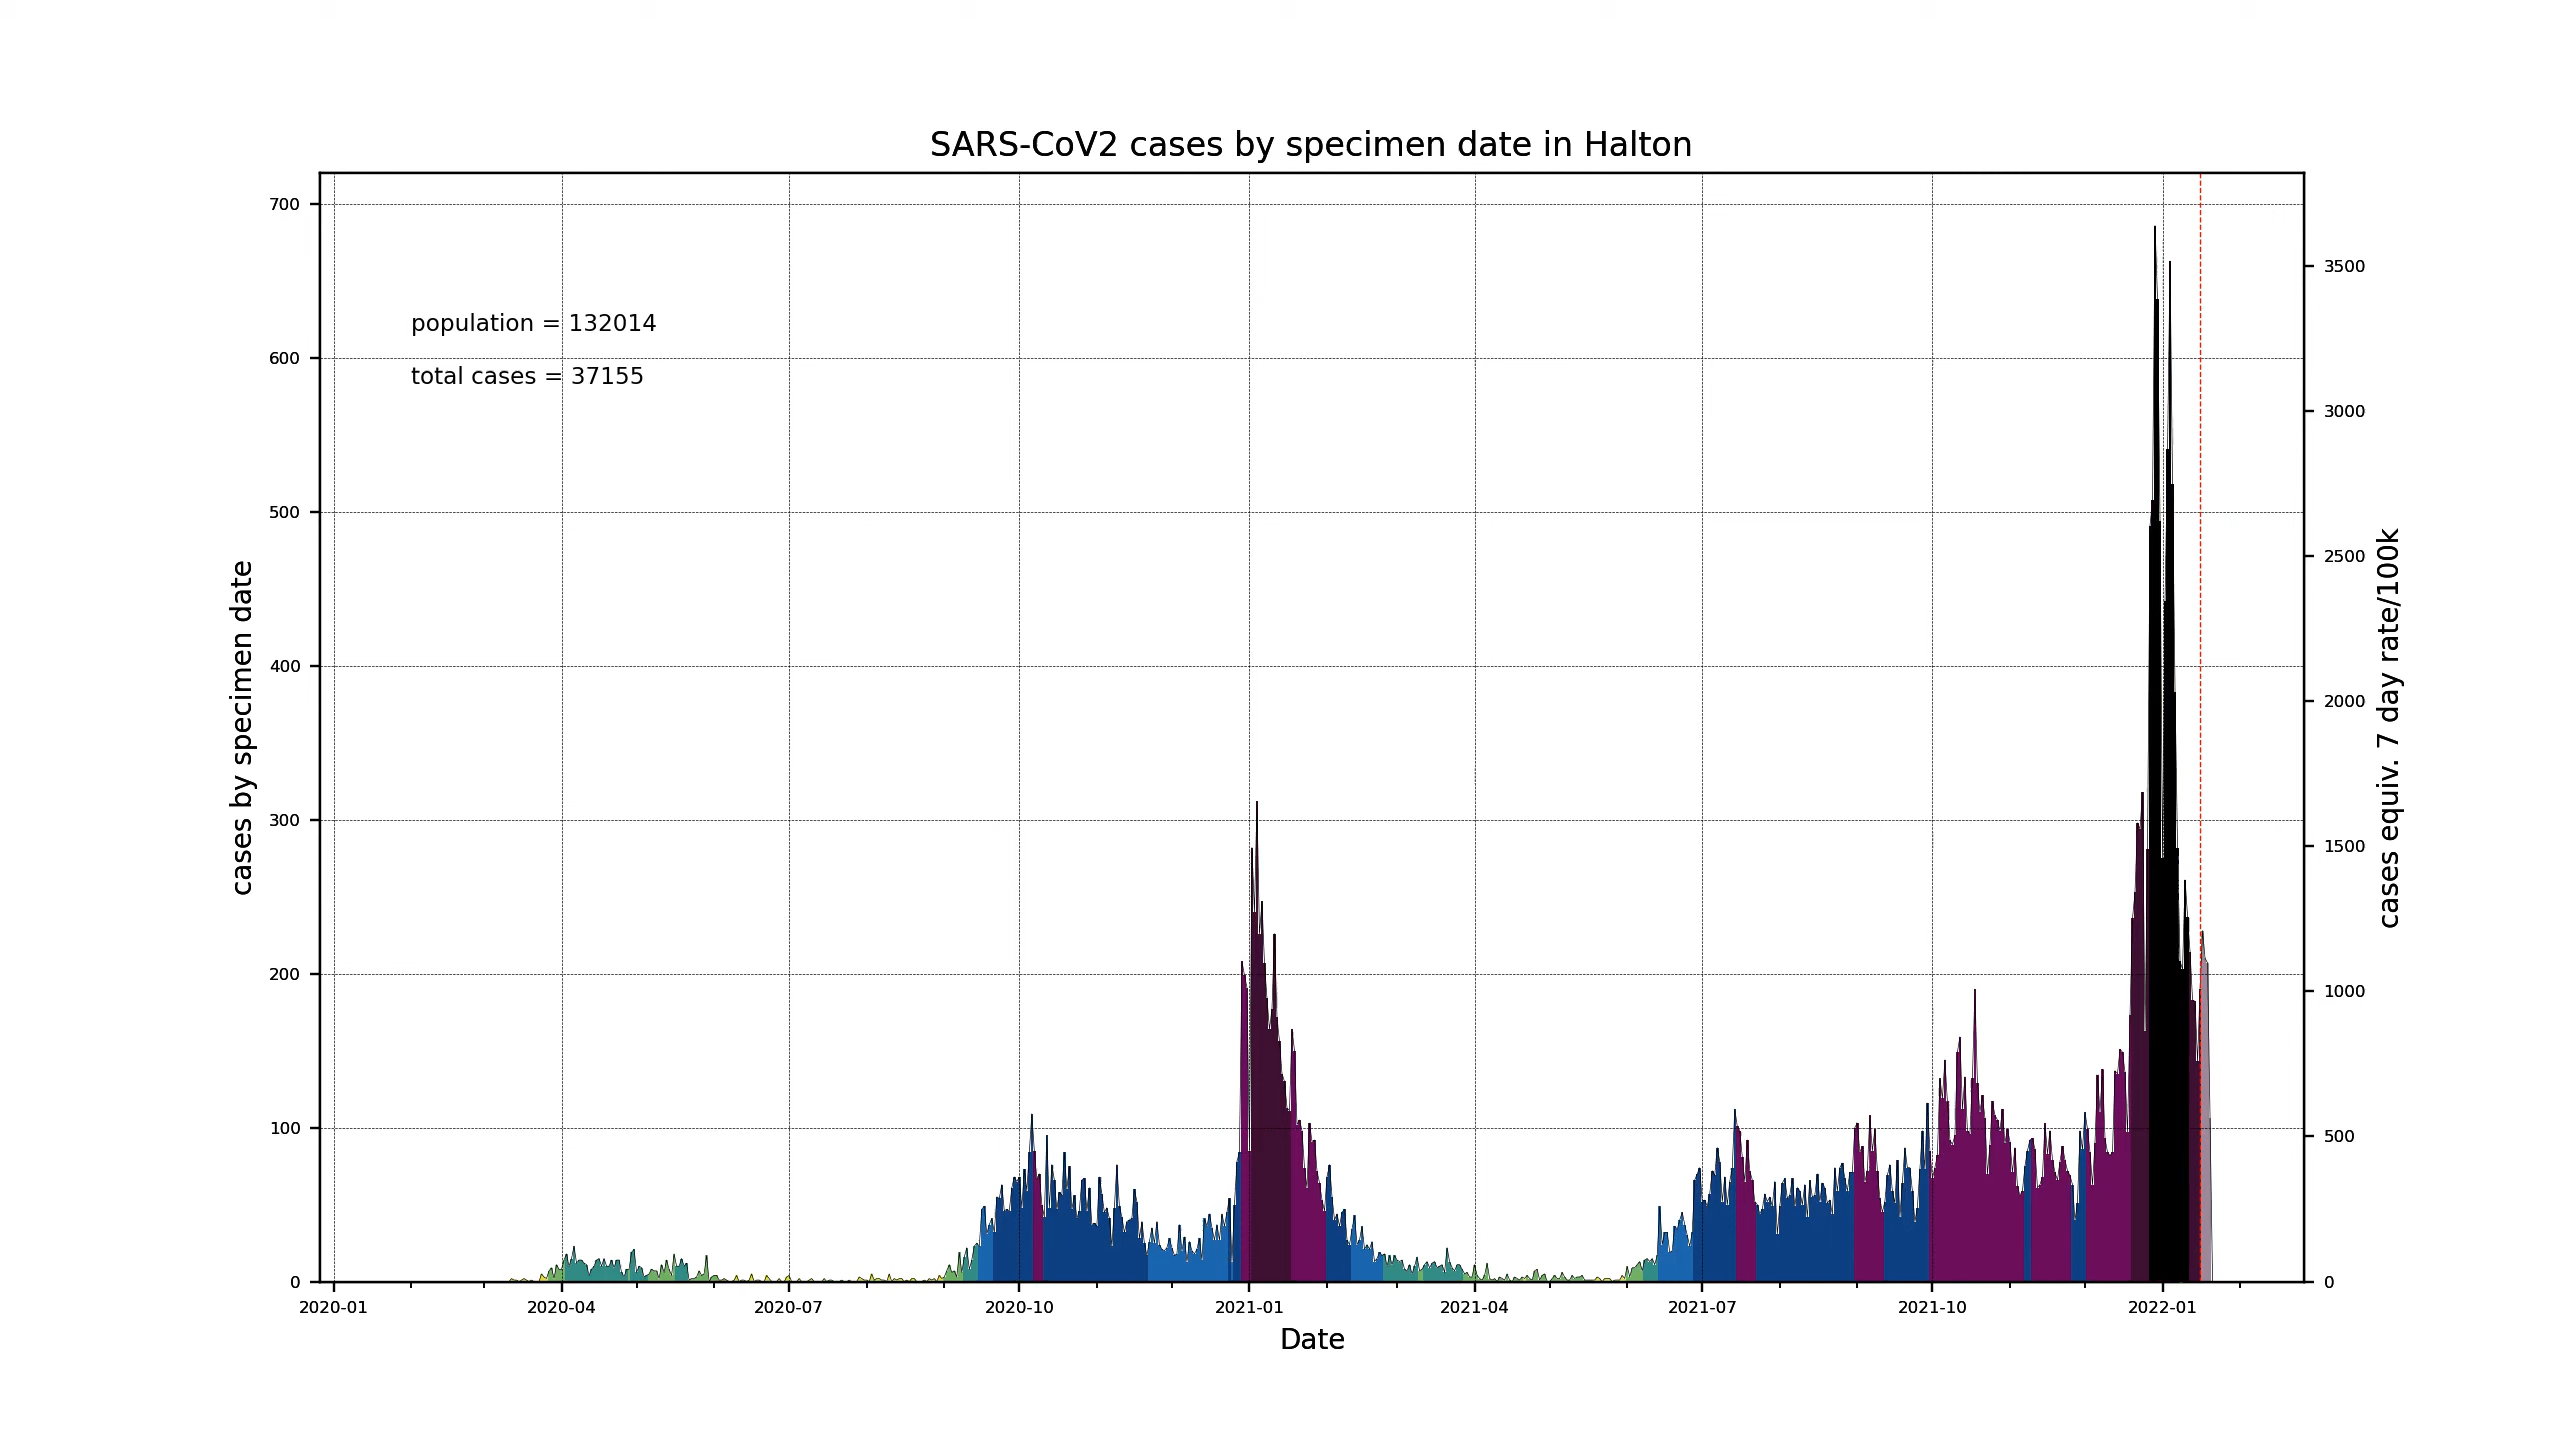 SARS-CoV2 cases by specimen date in Halton
700
600
500
400
300
200
100
0
cases by specimen date
population = 132014
total cases = 37155
3500
3000
2500
2000
1500
1000
500
0
cases equiv. 7 day rate/100k
2020-01 2020-04 2020-07 2020-10 2021-01 2021-04 2021-07 2021-10 2022-01
Date